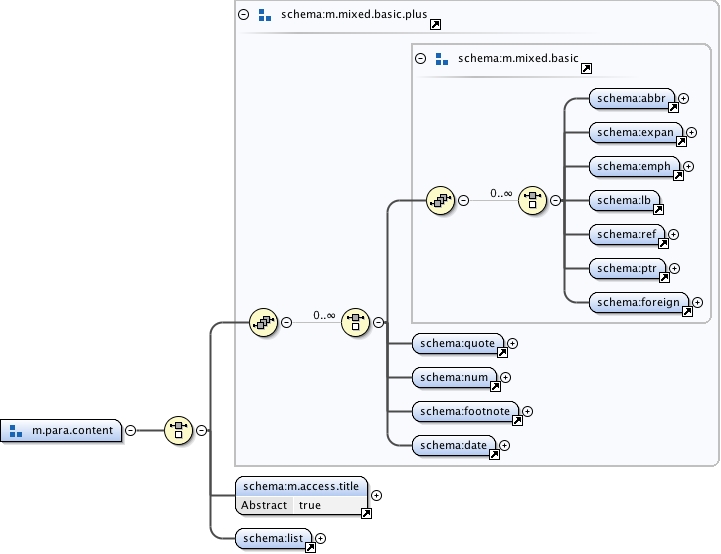 schema:m.mixed.basic.plus
schema:m.mixed.basic
schema:abbr
schema:expan
schema:emph
0..∞
schema:lb
schema:ref
schema:ptr
schema:foreign
0..∞
schema:quote
schema:num
schema:footnote
m.para.content
schema:date
schema:m.access.title
Abstract true
schema:list